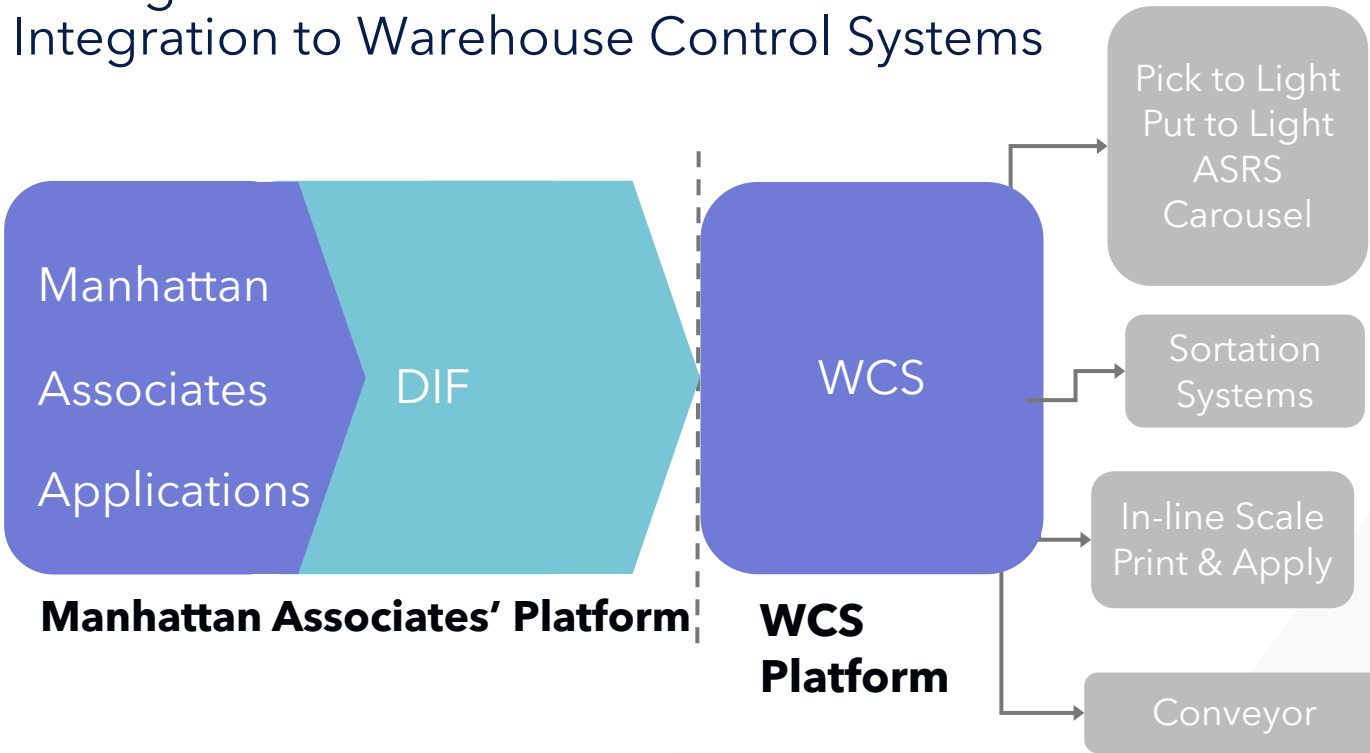 Integration to Warehouse Control Systems
Manhattan
Associates
Applications
DIF
WCS
Pick to Light
Put to Light
ASRS
Carousel
Sortation
Systems
In-line Scale
Print & Apply
Conveyor
Manhattan Associates’ Platform
WCS
Platform